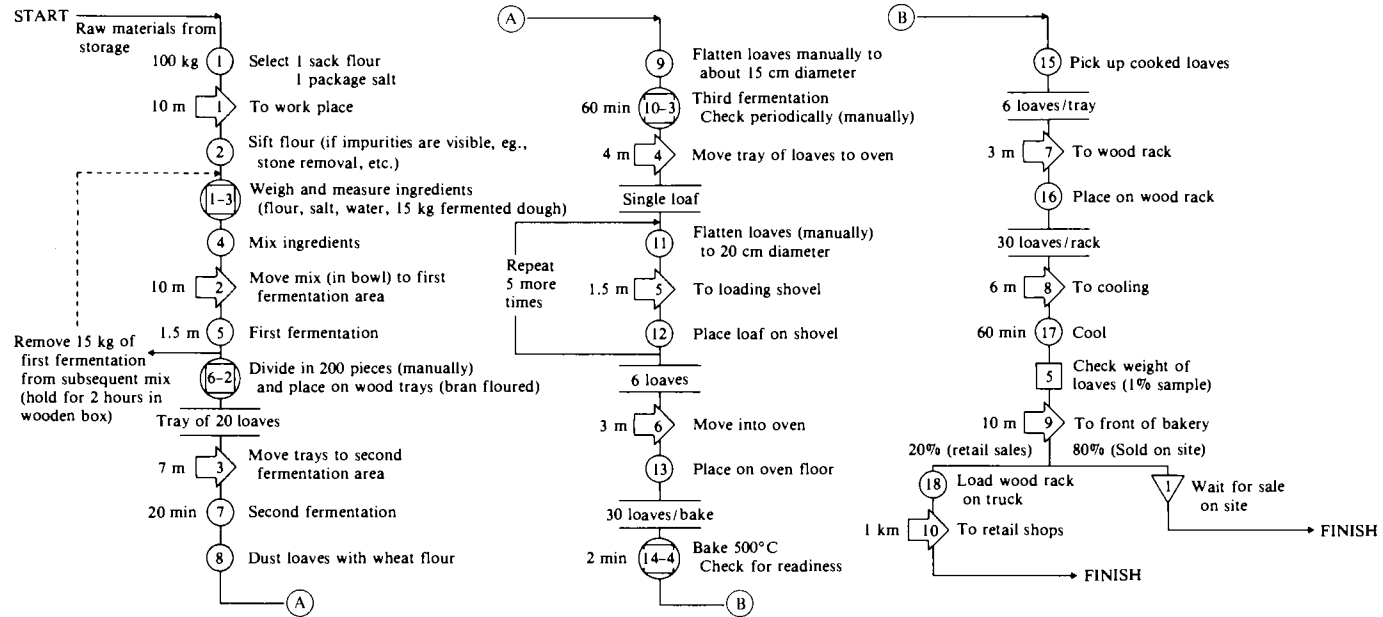 START
Raw materials from
storage
100 kg 1 Select 1 sack flour
1 package salt
10 m 1 To work place
2 Sift flour (if impurities are visible, eg.,
stone removal, etc.)
1-3 Weigh and measure ingredients
(flour, salt, water, 15 kg fermented dough)
4 Mix ingredients
10 m 2 Move mix (in bowl) to first
fermentation area
1.5 m 5 First fermentation
Remove 15 kg of
first fermentation
from subsequent mix
(hold for 2 hours in
wooden box)
6-2 Divide in 200 pieces (manually)
and place on wood trays (bran floured)
Tray of 20 loaves
7 m 3 Move trays to second
fermentation area
20 min 7 Second fermentation
8 Dust loaves with wheat flour
A
A
9 Flatten loaves manually to
about 15 cm diameter
60 min 10-3 Third fermentation
Check periodically (manually)
4 m 4 Move tray of loaves to oven
Single loaf
11 Flatten loaves (manually)
to 20 cm diameter
Repeat
5 more
times
1.5 m 5 To loading shovel
12 Place loaf on shovel
6 loaves
3 m 6 Move into oven
13 Place on oven floor
30 loaves/bake
2 min 14-4 Bake 500°C
Check for readiness
B
B
15 Pick up cooked loaves
6 loaves/tray
3 m 7 To wood rack
16 Place on wood rack
30 loaves/rack
6 m 8 To cooling
60 min 17 Cool
5 Check weight of
loaves (1% sample)
10 m 9 To front of bakery
20% (retail sales) 80% (Sold on site)
18 Load wood rack
on truck
1 Wait for sale
on site
1 km 10 To retail shops
FINISH
FINISH